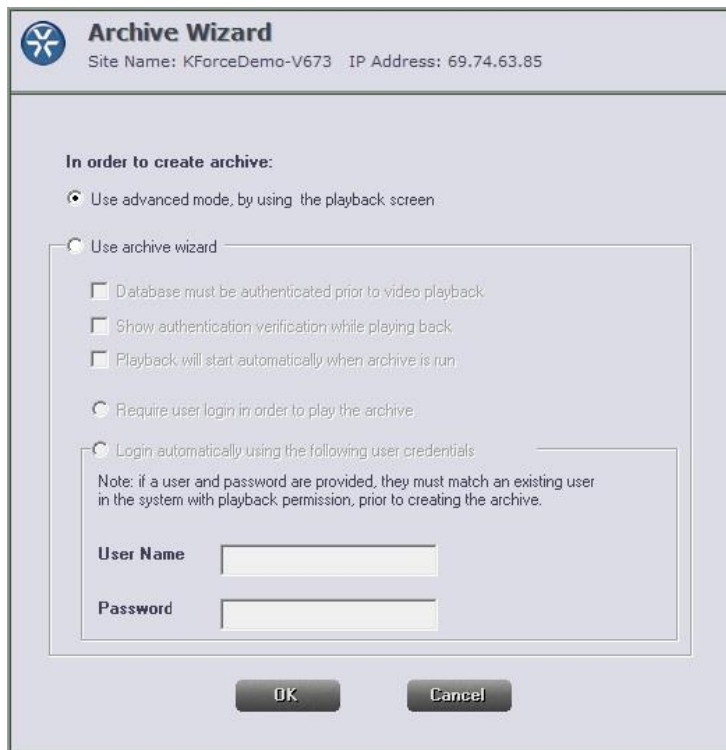 Archive Wizard
Site Name: KForceDemo-V673 IP Address: 69.74.63.85
In order to create archive:
Use advanced mode, by using the playback screen
Use archive wizard
Database must be authenticated prior to video playback
Show authentication verification while playing back
Playback will start automatically when archive is run
Require user login in order to play the archive
Login automatically using the following user credentials
Note: if a user and password are provided, they must match an existing user
in the system with playback permission, prior to creating the archive.
User Name
Password
OK
Cancel